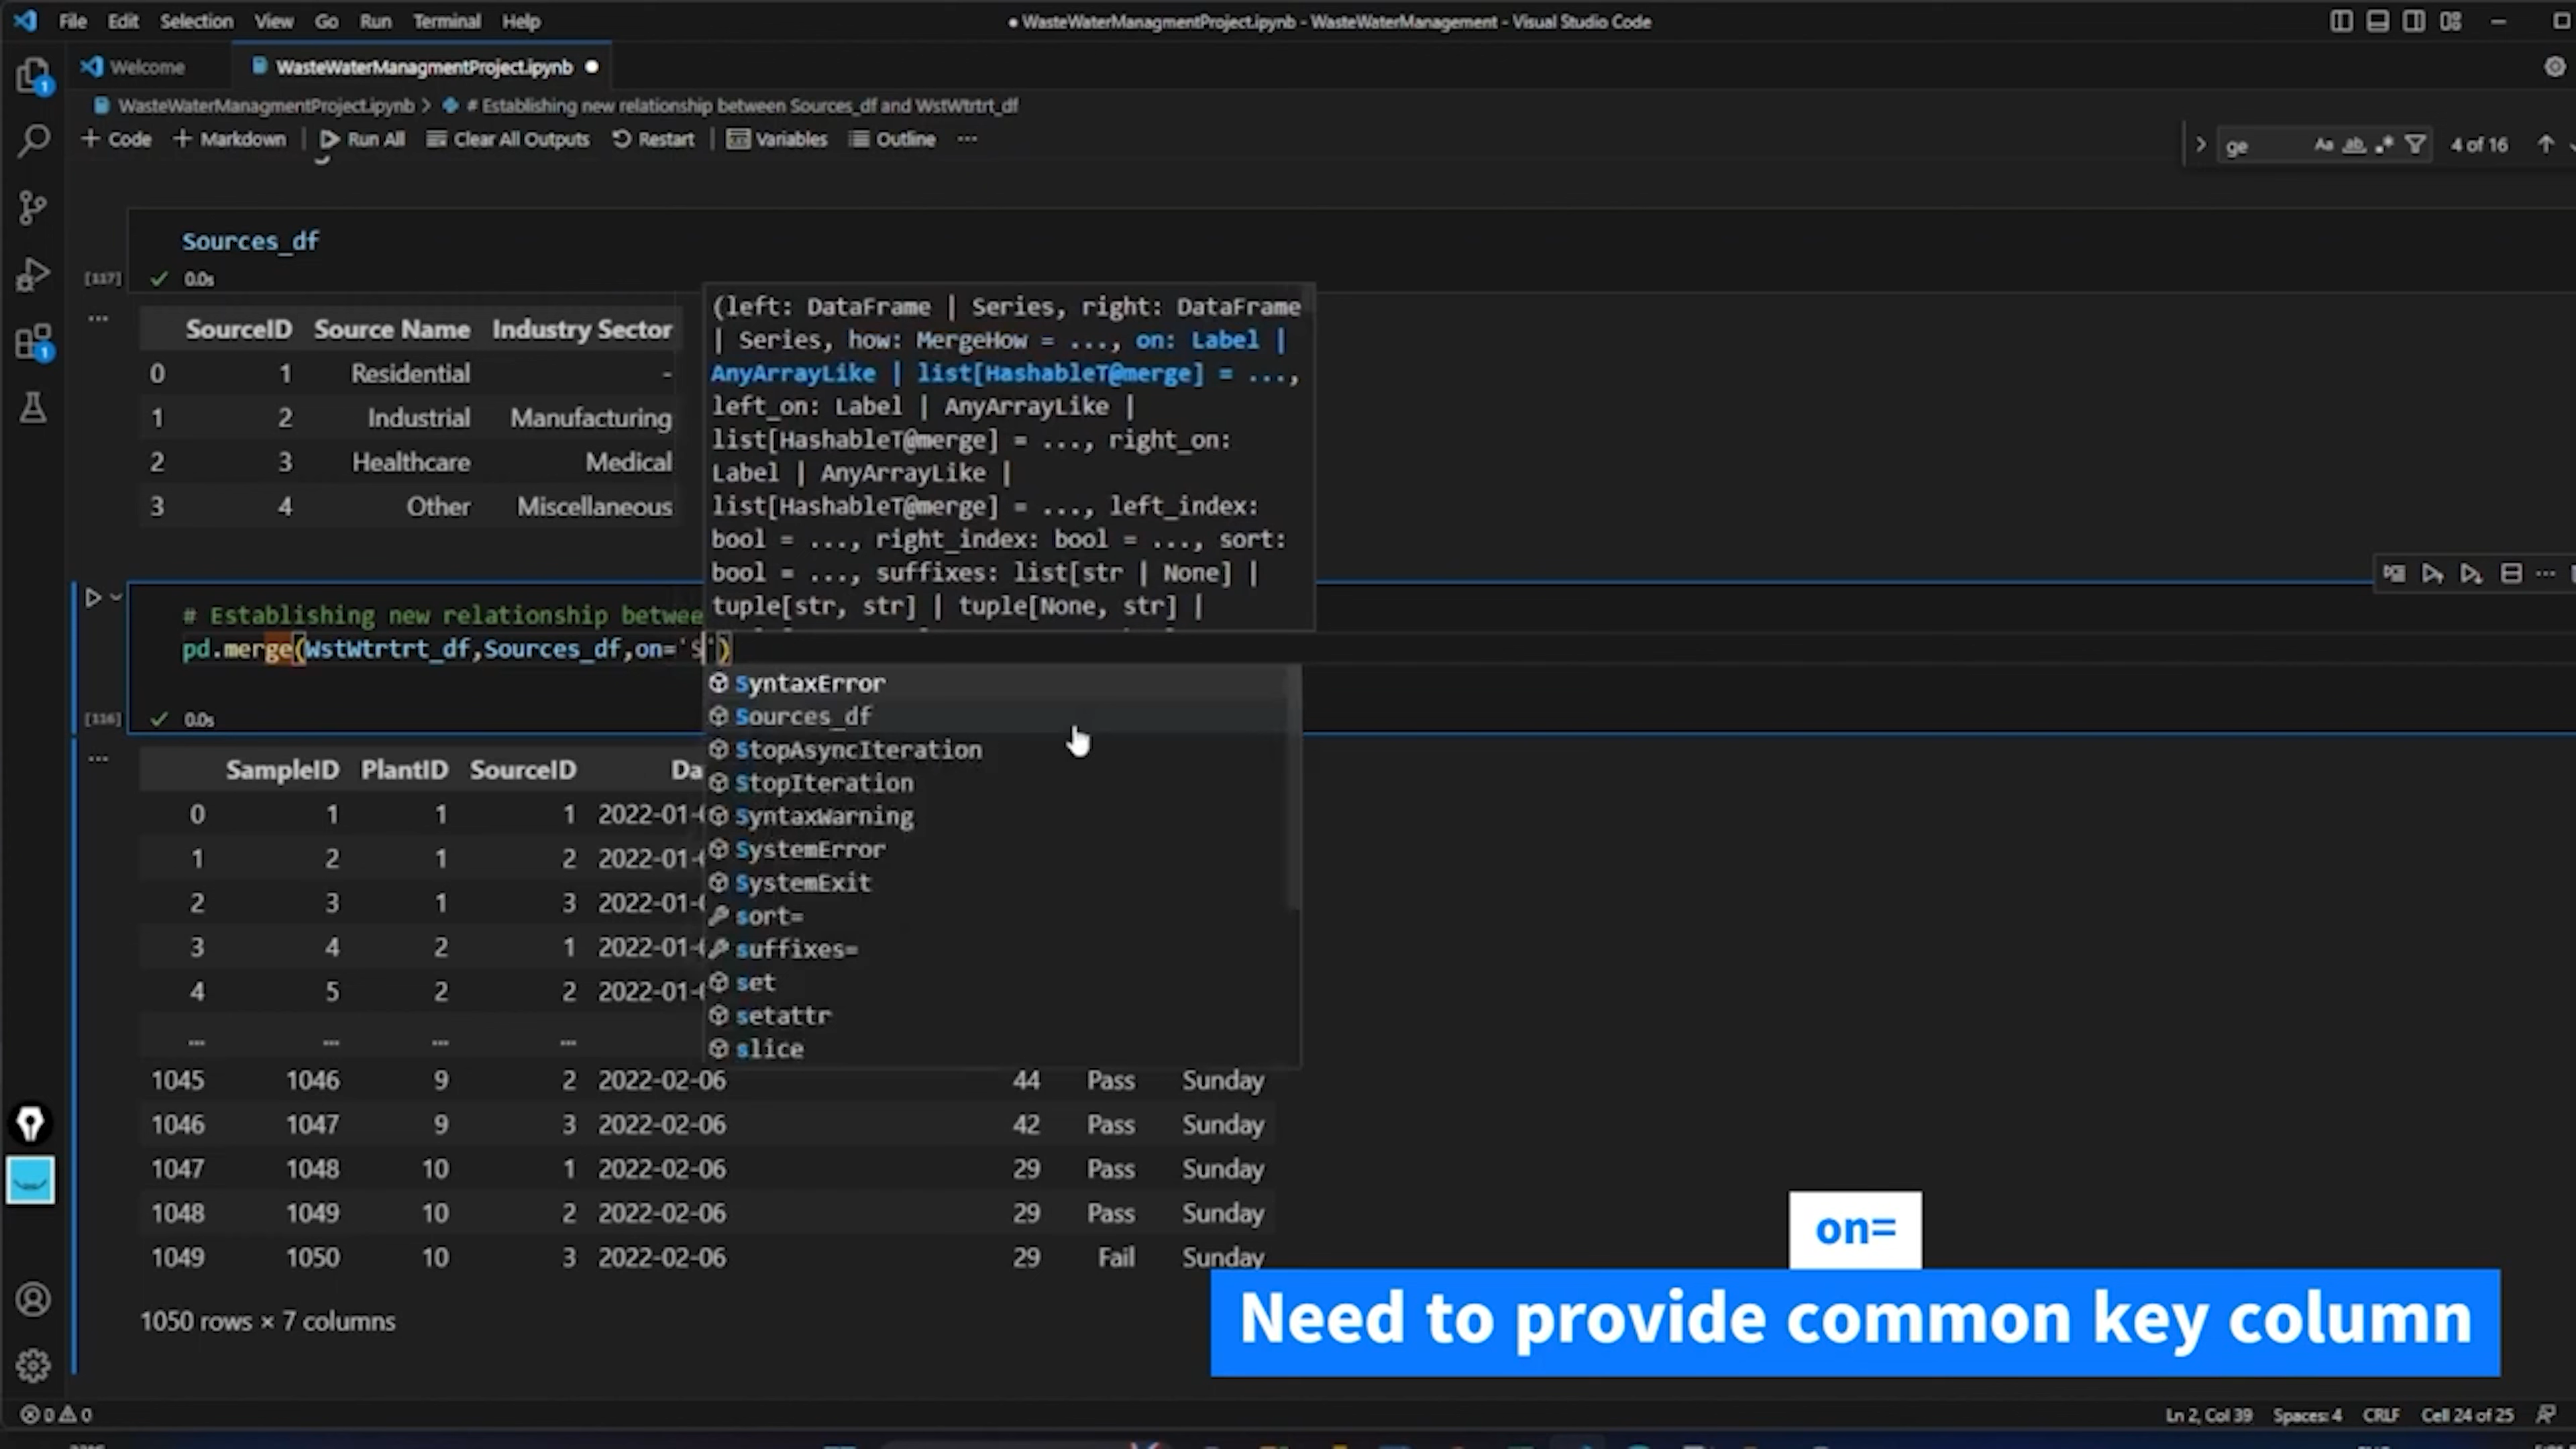 File Edit Selection View Go Run Terminal Help
● WasteWaterManagmentProject.ipynb - WasteWaterManagement - Visual Studio Code
Welcome
WasteWaterManagmentProject.ipynb ●
WasteWaterManagmentProject.ipynb > # Establishing new relationship between Sources_df and WstWtrtrt_df
+ Code + Markdown | Run All Clear All Outputs Restart | Variables Outline ...
> ge Aa ab 4 of 16
Sources_df
[117] ✓ 0.0s
... SourceID Source Name Industry Sector
0 1 Residential -
1 2 Industrial Manufacturing
2 3 Healthcare Medical
3 4 Other Miscellaneous
(left: DataFrame | Series, right: DataFrame
| Series, how: MergeHow = ..., on: Label |
AnyArrayLike | list[HashableT@merge] = ...,
left_on: Label | AnyArrayLike |
list[HashableT@merge] = ..., right_on:
Label | AnyArrayLike |
list[HashableT@merge] = ..., left_index:
bool = ..., right_index: bool = ..., sort:
bool = ..., suffixes: list[str | None] |
tuple[str, str] | tuple[None, str] |
# Establishing new relationship betwee
pd.merge(WstWtrtrt_df,Sources_df,on='S')
[116] ✓ 0.0s
SyntaxError
Sources_df
StopAsyncIteration
StopIteration
SyntaxWarning
SystemError
SystemExit
sort=
suffixes=
set
setattr
slice
... SampleID PlantID SourceID Da
0 1 1 1 2022-01-
1 2 1 2 2022-01-
2 3 1 3 2022-01-
3 4 2 1 2022-01-
4 5 2 2 2022-01-
... ... ... ...
1045 1046 9 2 2022-02-06 44 Pass Sunday
1046 1047 9 3 2022-02-06 42 Pass Sunday
1047 1048 10 1 2022-02-06 29 Pass Sunday
1048 1049 10 2 2022-02-06 29 Pass Sunday
1049 1050 10 3 2022-02-06 29 Fail Sunday
1050 rows × 7 columns
on=
Need to provide common key column
0 0
Ln 2, Col 39 Spaces: 4 CRLF Cell 24 of 25